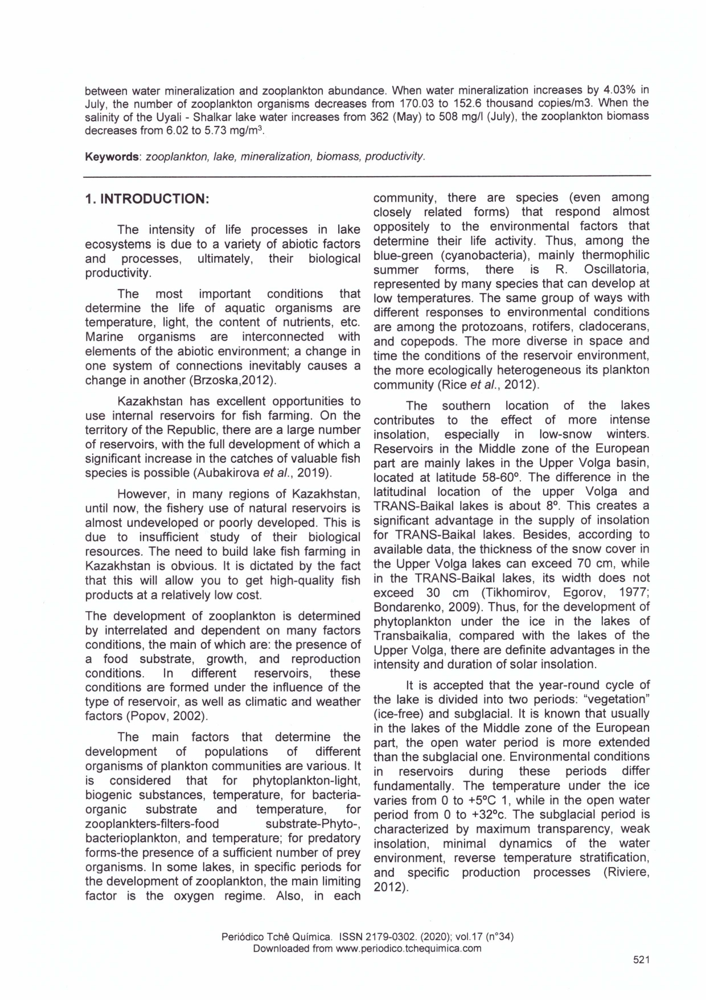 between water mineralization and zooplankton abundance. When water mineralization increases by 4.03% in
July, the number of zooplankton organisms decreases from 170.03 to 152.6 thousand copies/m3. When the
salinity of the Uyali - Shalkar lake water increases from 362 (May) to 508 mg/l (July), the zooplankton biomass
decreases from 6.02 to 5.73 mg/m³.
Keywords: zooplankton, lake, mineralization, biomass, productivity.
1. INTRODUCTION:
The intensity of life processes in lake
ecosystems is due to a variety of abiotic factors
and processes, ultimately, their biological
productivity.
The most important conditions that
determine the life of aquatic organisms are
temperature, light, the content of nutrients, etc.
Marine organisms are interconnected with
elements of the abiotic environment; a change in
one system of connections inevitably causes a
change in another (Brzoska,2012).
Kazakhstan has excellent opportunities to
use internal reservoirs for fish farming. On the
territory of the Republic, there are a large number
of reservoirs, with the full development of which a
significant increase in the catches of valuable fish
species is possible (Aubakirova et al., 2019).
However, in many regions of Kazakhstan,
until now, the fishery use of natural reservoirs is
almost undeveloped or poorly developed. This is
due to insufficient study of their biological
resources. The need to build lake fish farming in
Kazakhstan is obvious. It is dictated by the fact
that this will allow you to get high-quality fish
products at a relatively low cost.
The development of zooplankton is determined
by interrelated and dependent on many factors
conditions, the main of which are: the presence of
a food substrate, growth, and reproduction
conditions. In different reservoirs, these
conditions are formed under the influence of the
type of reservoir, as well as climatic and weather
factors (Popov, 2002).
The main factors that determine the
development of populations of different
organisms of plankton communities are various. It
is considered that for phytoplankton-light,
biogenic substances, temperature, for bacteria-
organic substrate and temperature, for
zooplankters-filters-food substrate-Phyto-,
bacterioplankton, and temperature; for predatory
forms-the presence of a sufficient number of prey
organisms. In some lakes, in specific periods for
the development of zooplankton, the main limiting
factor is the oxygen regime. Also, in each
community, there are species (even among
closely related forms) that respond almost
oppositely to the environmental factors that
determine their life activity. Thus, among the
blue-green (cyanobacteria), mainly thermophilic
summer forms, there is R. Oscillatoria,
represented by many species that can develop at
low temperatures. The same group of ways with
different responses to environmental conditions
are among the protozoans, rotifers, cladocerans,
and copepods. The more diverse in space and
time the conditions of the reservoir environment,
the more ecologically heterogeneous its plankton
community (Rice et al., 2012).
The southern location of the lakes
contributes to the effect of more intense
insolation, especially in low-snow winters.
Reservoirs in the Middle zone of the European
part are mainly lakes in the Upper Volga basin,
located at latitude 58-60º. The difference in the
latitudinal location of the upper Volga and
TRANS-Baikal lakes is about 8º. This creates a
significant advantage in the supply of insolation
for TRANS-Baikal lakes. Besides, according to
available data, the thickness of the snow cover in
the Upper Volga lakes can exceed 70 cm, while
in the TRANS-Baikal lakes, its width does not
exceed 30 cm (Tikhomirov, Egorov, 1977;
Bondarenko, 2009). Thus, for the development of
phytoplankton under the ice in the lakes of
Transbaikalia, compared with the lakes of the
Upper Volga, there are definite advantages in the
intensity and duration of solar insolation.
It is accepted that the year-round cycle of
the lake is divided into two periods: “vegetation”
(ice-free) and subglacial. It is known that usually
in the lakes of the Middle zone of the European
part, the open water period is more extended
than the subglacial one. Environmental conditions
in reservoirs during these periods differ
fundamentally. The temperature under the ice
varies from 0 to +5ºC 1, while in the open water
period from 0 to +32ºc. The subglacial period is
characterized by maximum transparency, weak
insolation, minimal dynamics of the water
environment, reverse temperature stratification,
and specific production processes (Riviere,
2012).
Periódico Tchê Química. ISSN 2179-0302. (2020); vol.17 (n°34)
Downloaded from www.periodico.tchequimica.com
521